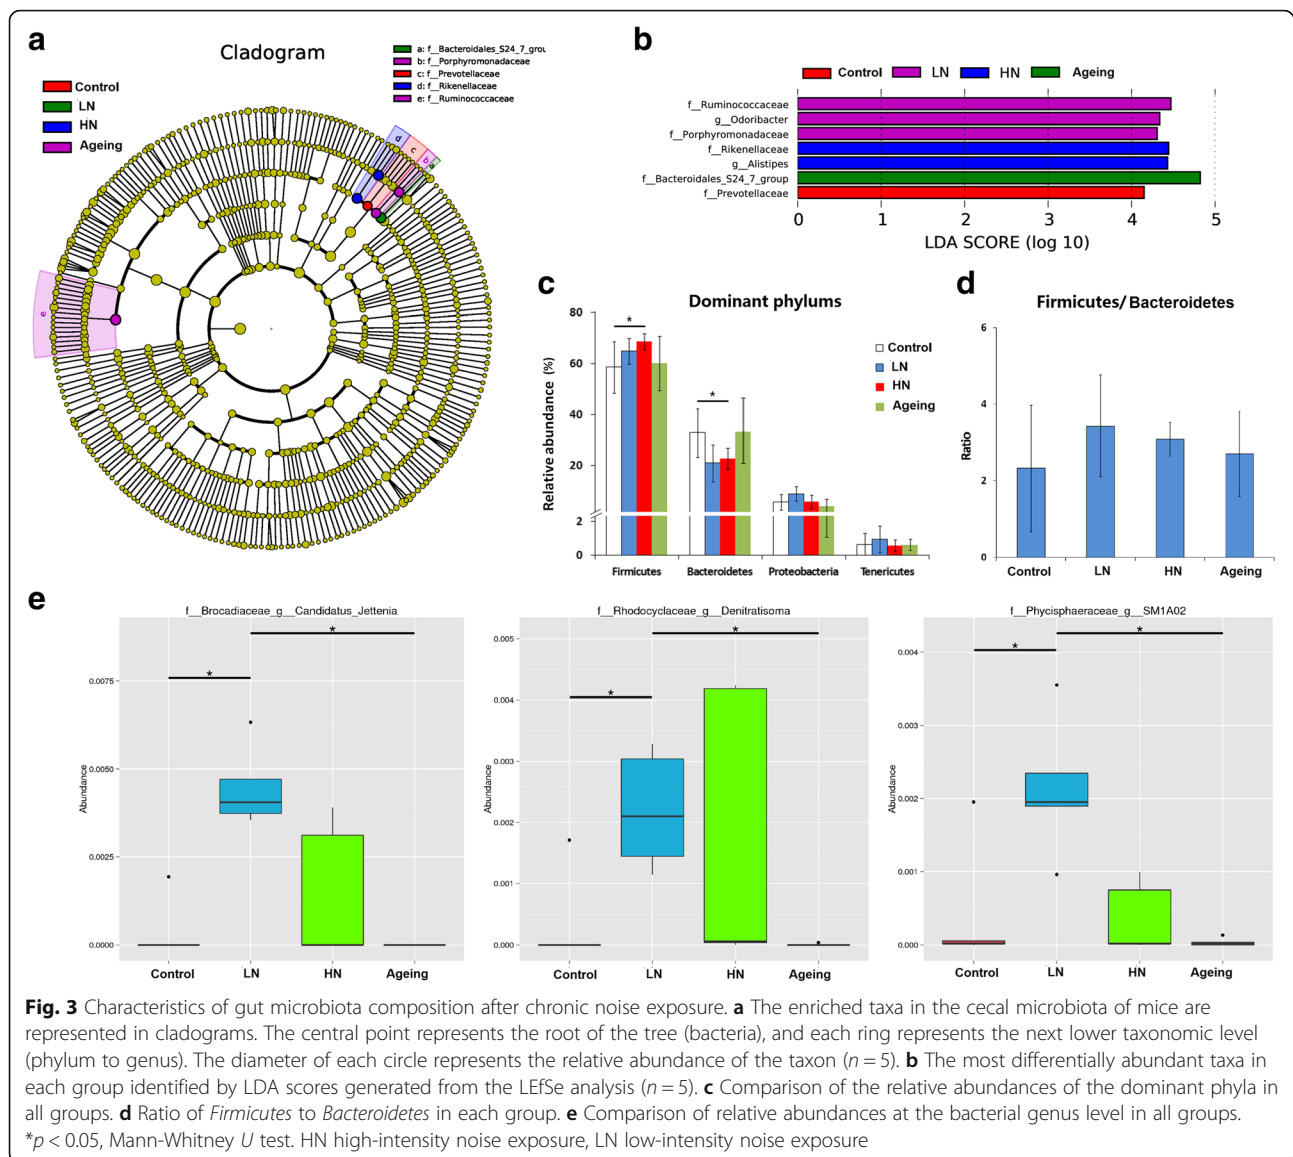 a
Cladogram
Control
LN
HN
Ageing
a: f__Bacteroidales_S24_7_grou
b: f__Porphyromonadaceae
c: f__Prevotellaceae
d: f__Rikenellaceae
e: f__Ruminococcaceae
d
c
b
a
e
b
Control LN HN Ageing
f__Ruminococcaceae
g__Odoribacter
f__Porphyromonadaceae
f__Rikenellaceae
g__Alistipes
f__Bacteroidales_S24_7_group
f__Prevotellaceae
0 1 2 3 4 5
LDA SCORE (log 10)
c
Dominant phylums
Relative abundance (%)
80
60
40
20
2
0
*
*
Control
LN
HN
Ageing
Firmicutes Bacteroidetes Proteobacteria Tenericutes
d
Firmicutes/Bacteroidetes
Ratio
6
4
2
0
Control LN HN Ageing
e
f__Brocadiaceae_g__Candidatus_Jettenia
Abundance
0.0075
0.0050
0.0025
0.0000
*
*
Control LN HN Ageing
f__Rhodocyclaceae_g__Denitratisoma
Abundance
0.005
0.004
0.003
0.002
0.001
0.000
*
*
Control LN HN Ageing
f__Phycisphaeraceae_g__SM1A02
Abundance
0.004
0.003
0.002
0.001
0.000
*
*
Control LN HN Ageing
Fig. 3 Characteristics of gut microbiota composition after chronic noise exposure. a The enriched taxa in the cecal microbiota of mice are
represented in cladograms. The central point represents the root of the tree (bacteria), and each ring represents the next lower taxonomic level
(phylum to genus). The diameter of each circle represents the relative abundance of the taxon (n = 5). b The most differentially abundant taxa in
each group identified by LDA scores generated from the LEfSe analysis (n = 5). c Comparison of the relative abundances of the dominant phyla in
all groups. d Ratio of Firmicutes to Bacteroidetes in each group. e Comparison of relative abundances at the bacterial genus level in all groups.
*p < 0.05, Mann-Whitney U test. HN high-intensity noise exposure, LN low-intensity noise exposure